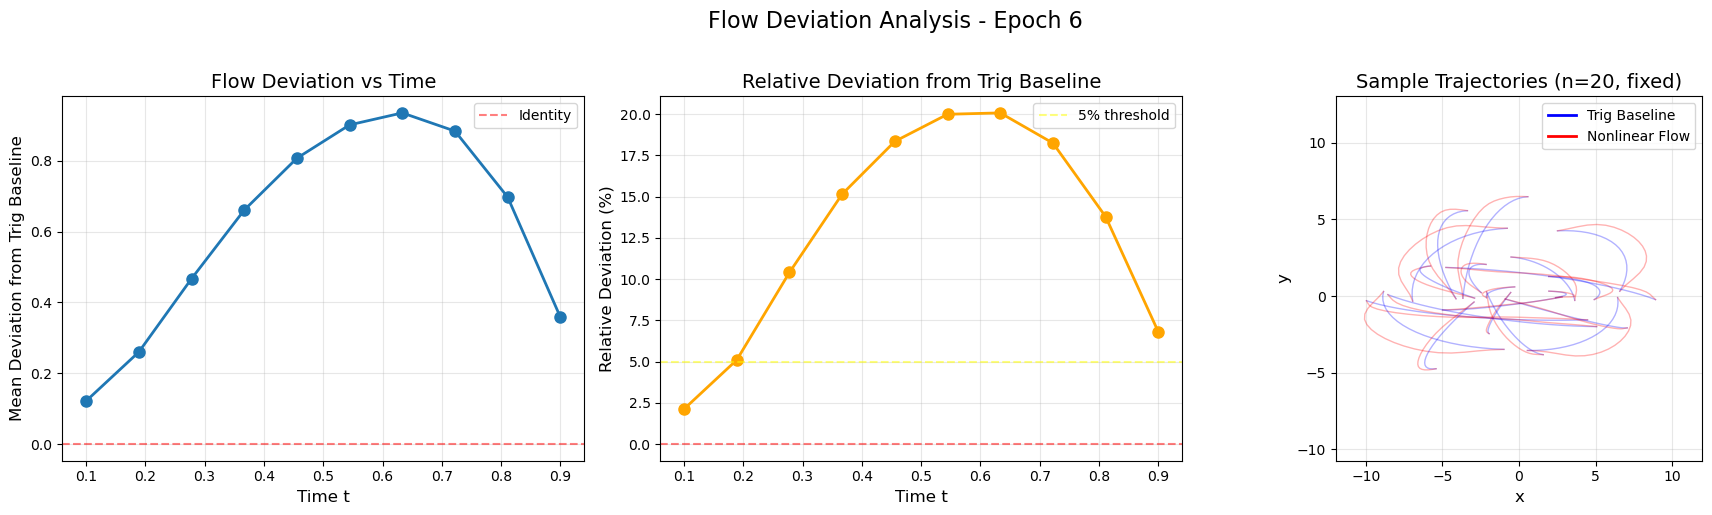 Flow Deviation Analysis - Epoch 6
Flow Deviation vs Time
Mean Deviation from Trig Baseline
0.8
0.6
0.4
0.2
0.0
0.1 0.2 0.3 0.4 0.5 0.6 0.7 0.8 0.9
Time t
Identity
Relative Deviation from Trig Baseline
Relative Deviation (%)
20.0
17.5
15.0
12.5
10.0
7.5
5.0
2.5
0.0
0.1 0.2 0.3 0.4 0.5 0.6 0.7 0.8 0.9
Time t
5% threshold
Sample Trajectories (n=20, fixed)
y
10
5
0
−5
−10
−10 −5 0 5 10
x
Trig Baseline
Nonlinear Flow